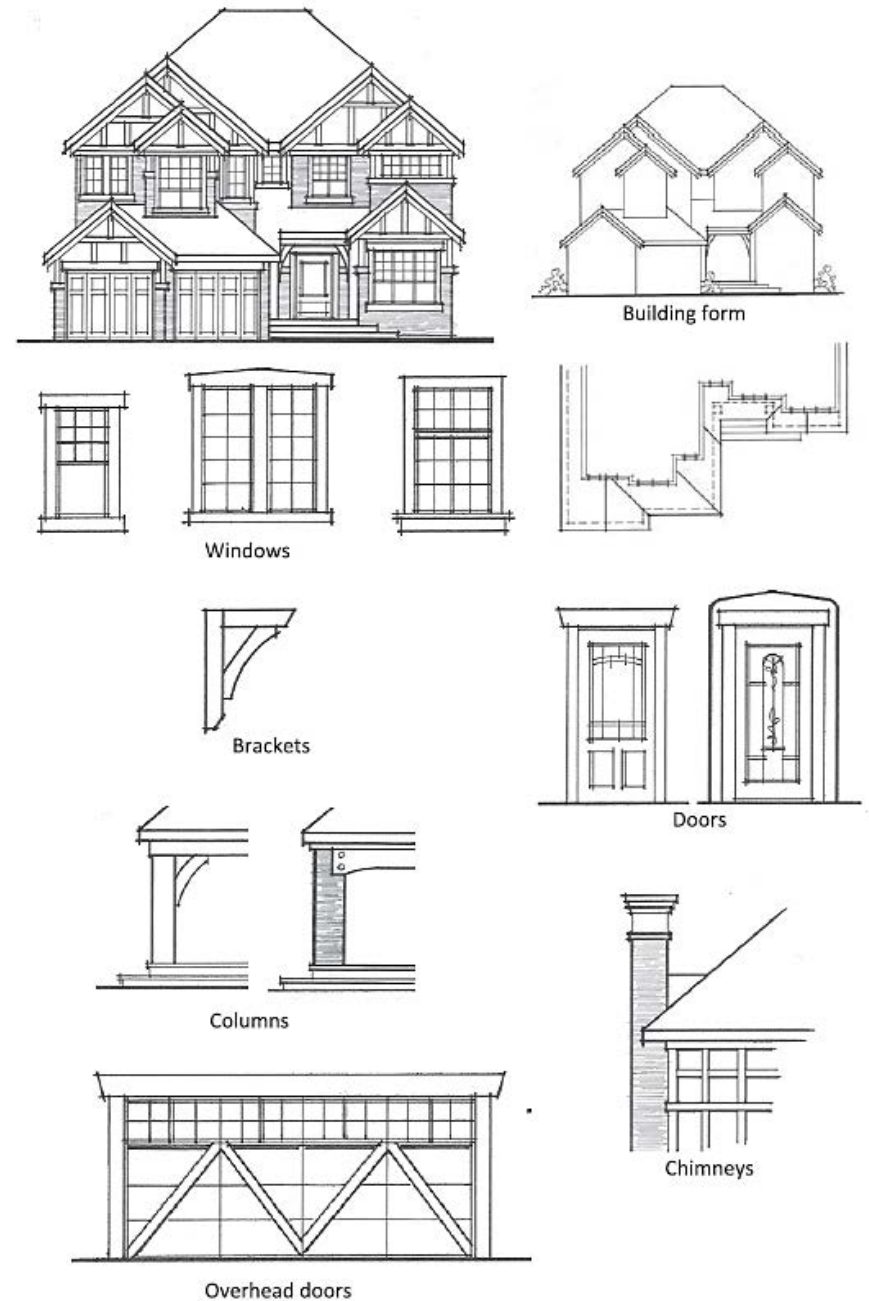 Building form
Windows
Brackets
Doors
Columns
Chimneys
Overhead doors